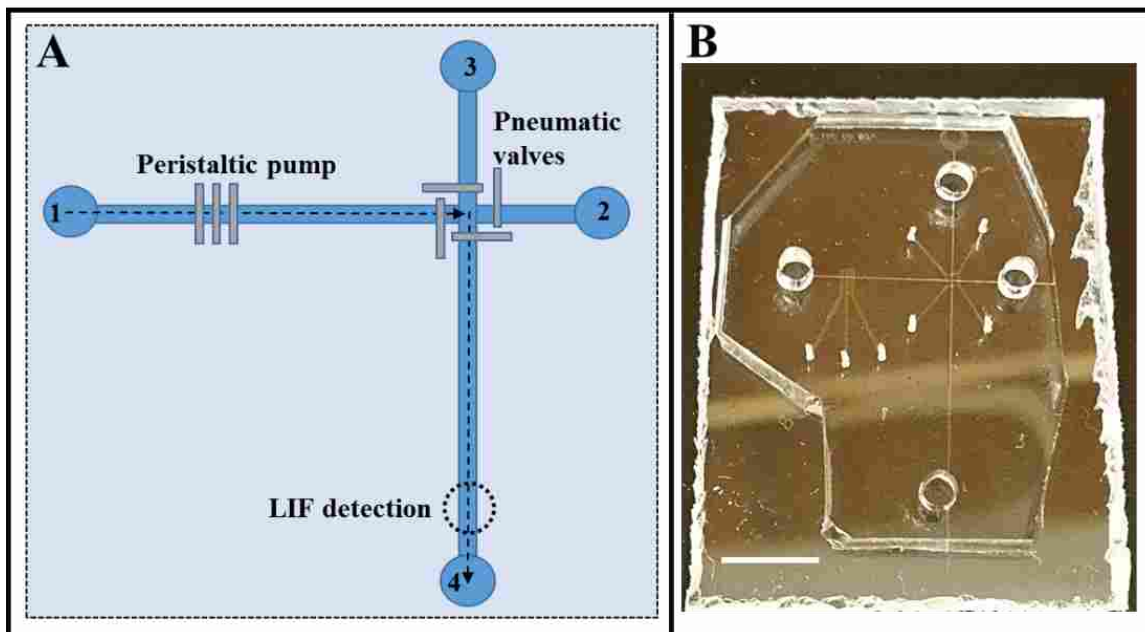 A
B
3
Pneumatic
valves
Peristaltic pump
1
2
LIF detection
4